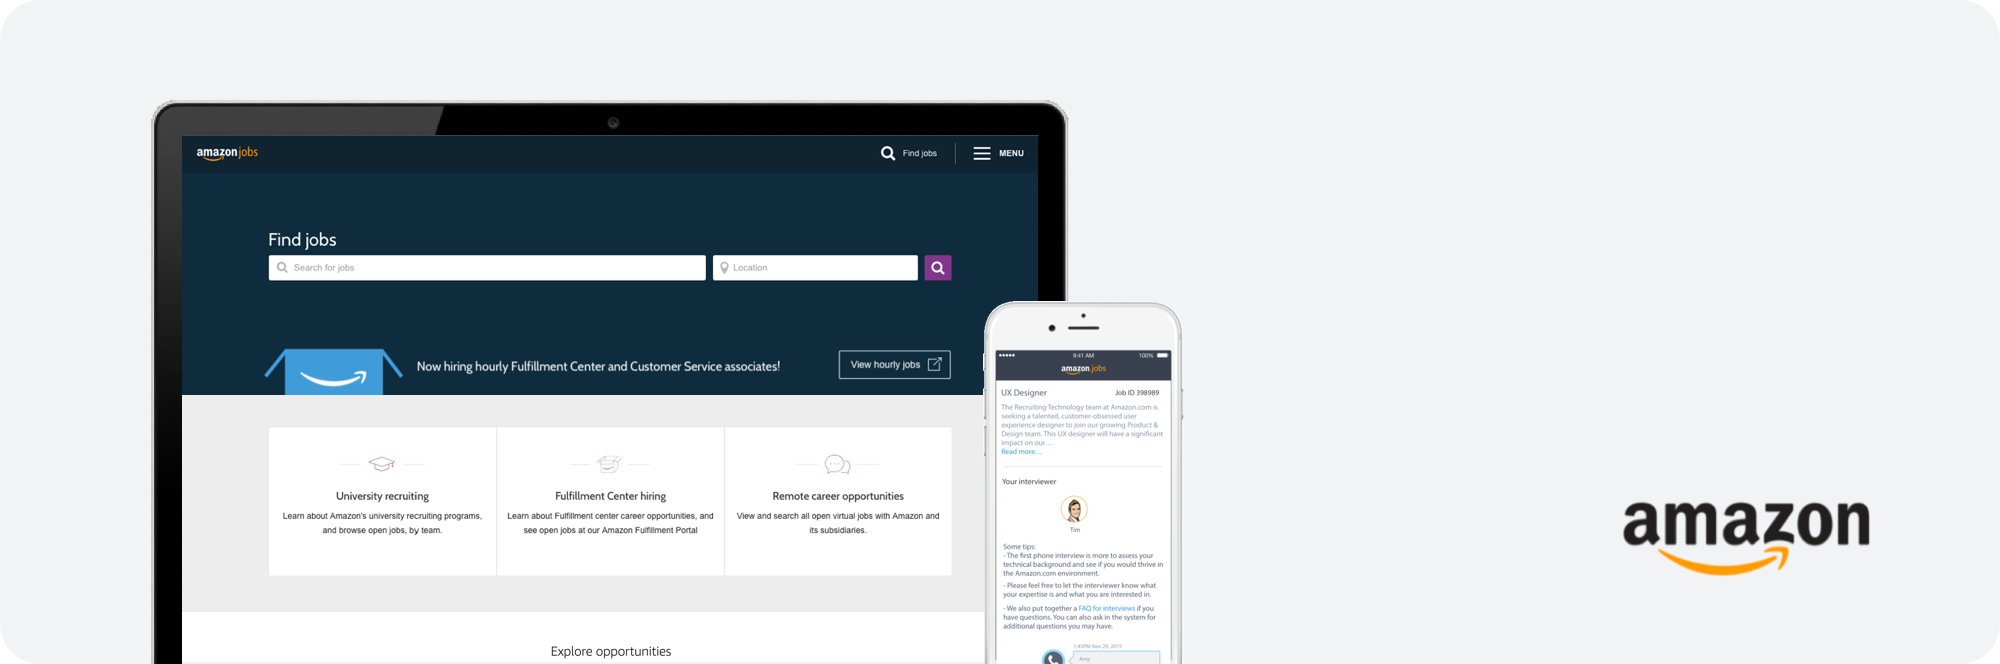 amazon jobs
Find jobs
MENU
Find jobs
Search for jobs
Location
Now hiring hourly Fulfillment Center and Customer Service associates!
View hourly jobs
University recruiting
Learn about Amazon's university recruiting programs,
and browse open jobs, by team.
Fulfillment Center hiring
Learn about Fulfillment center career opportunities, and
see open jobs at our Amazon Fulfillment Portal
Remote career opportunities
View and search all open virtual jobs with Amazon and
its subsidiaries.
Explore opportunities
9:41 AM
100%
amazon.jobs
UX Designer
Job ID 398989
The Recruiting Technology team at Amazon.com is
seeking a talented, customer-obsessed user
experience designer to join our growing Product &
Design team. This UX designer will have a significant
impact on our…
Read more…
Your interviewer
Tim
Some tips:
- The first phone interview is more to assess your
technical background and see if you would thrive in
the Amazon.com environment.
- Please feel free to let the interviewer know what
your expertise is and what you are interested in.
- We also put together a FAQ for interviews if you
have questions. You can also ask in the system for
additional questions you may have.
1:45PM Nov 29, 2015
Amy
amazon